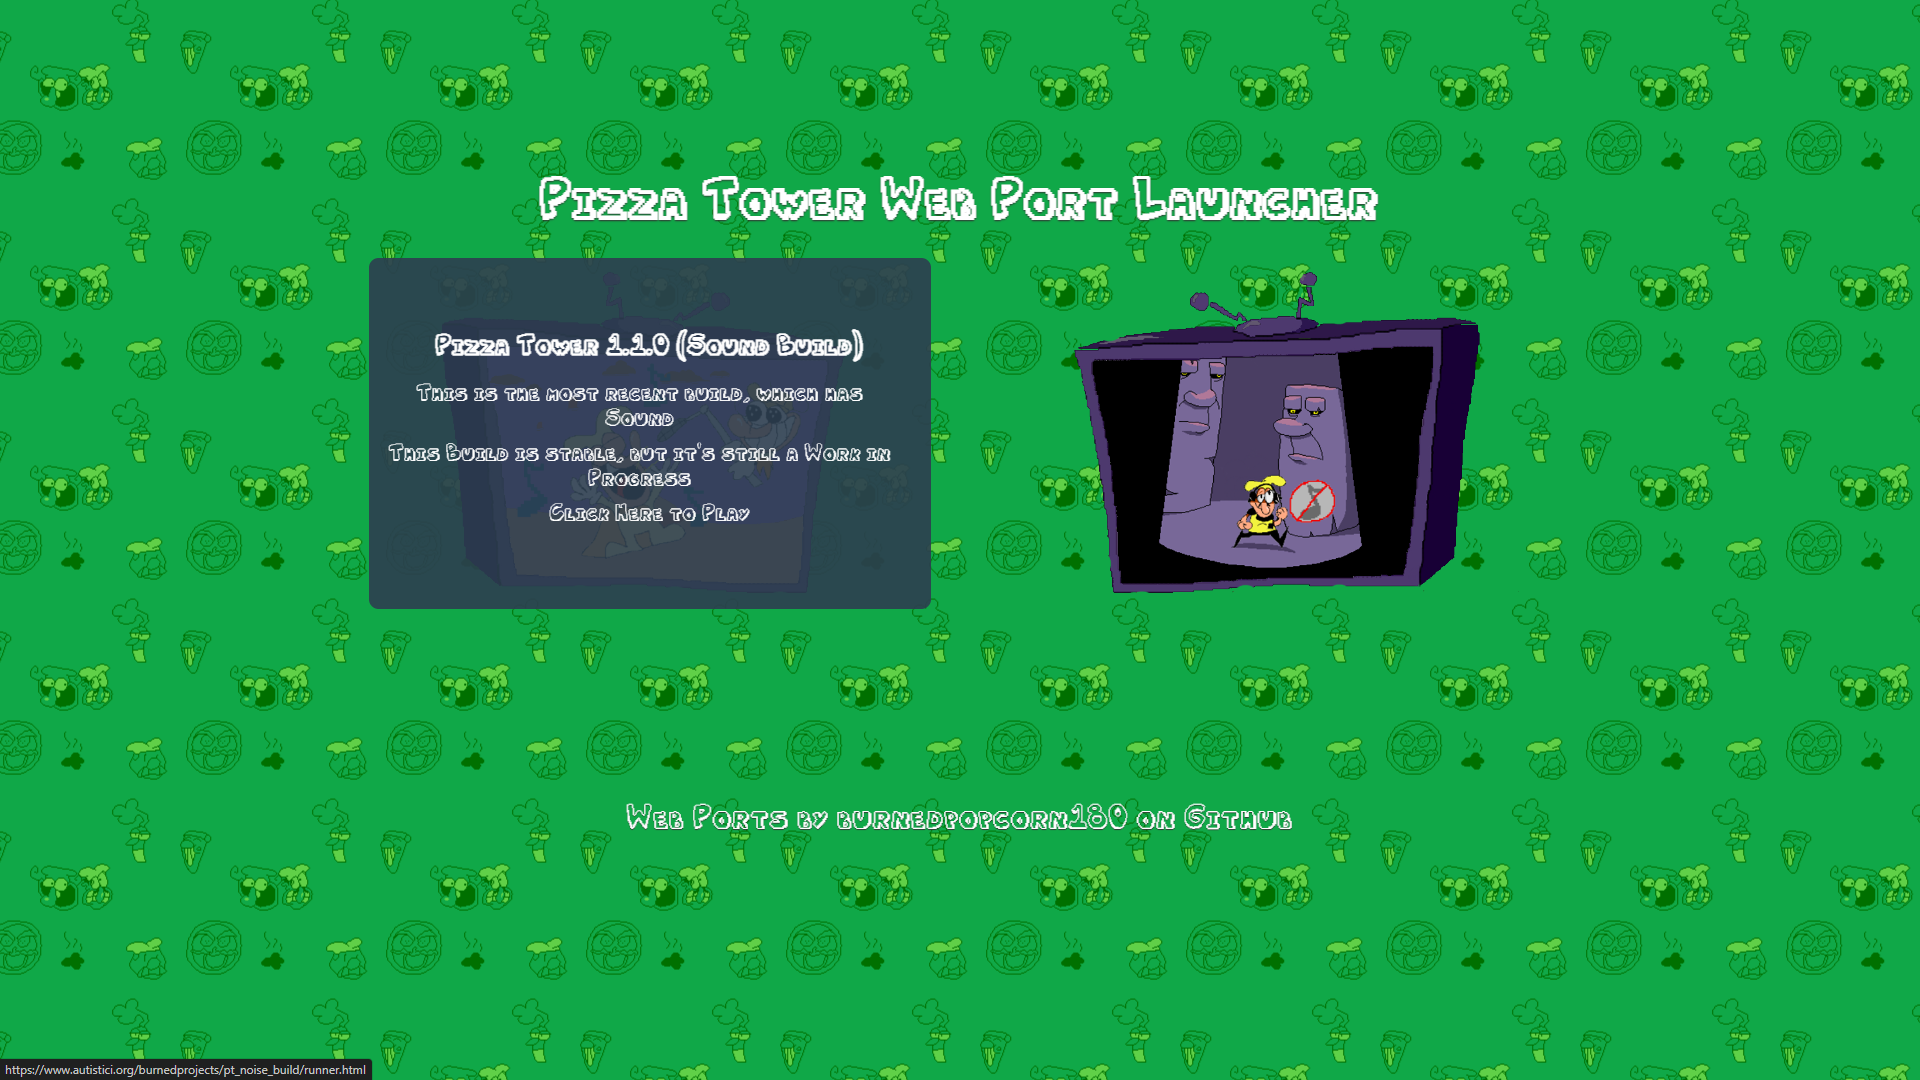 Pizza Tower Web Port Launcher
Pizza Tower 1.1.0 (Sound Build)
This is the most recent build, which has
Sound
This Build is stable, but it's still a Work in
Progress
Click Here to Play
Web Ports by burnedpopcorn180 on Github
https://www.autistici.org/burnedprojects/pt_noise_build/runner.html